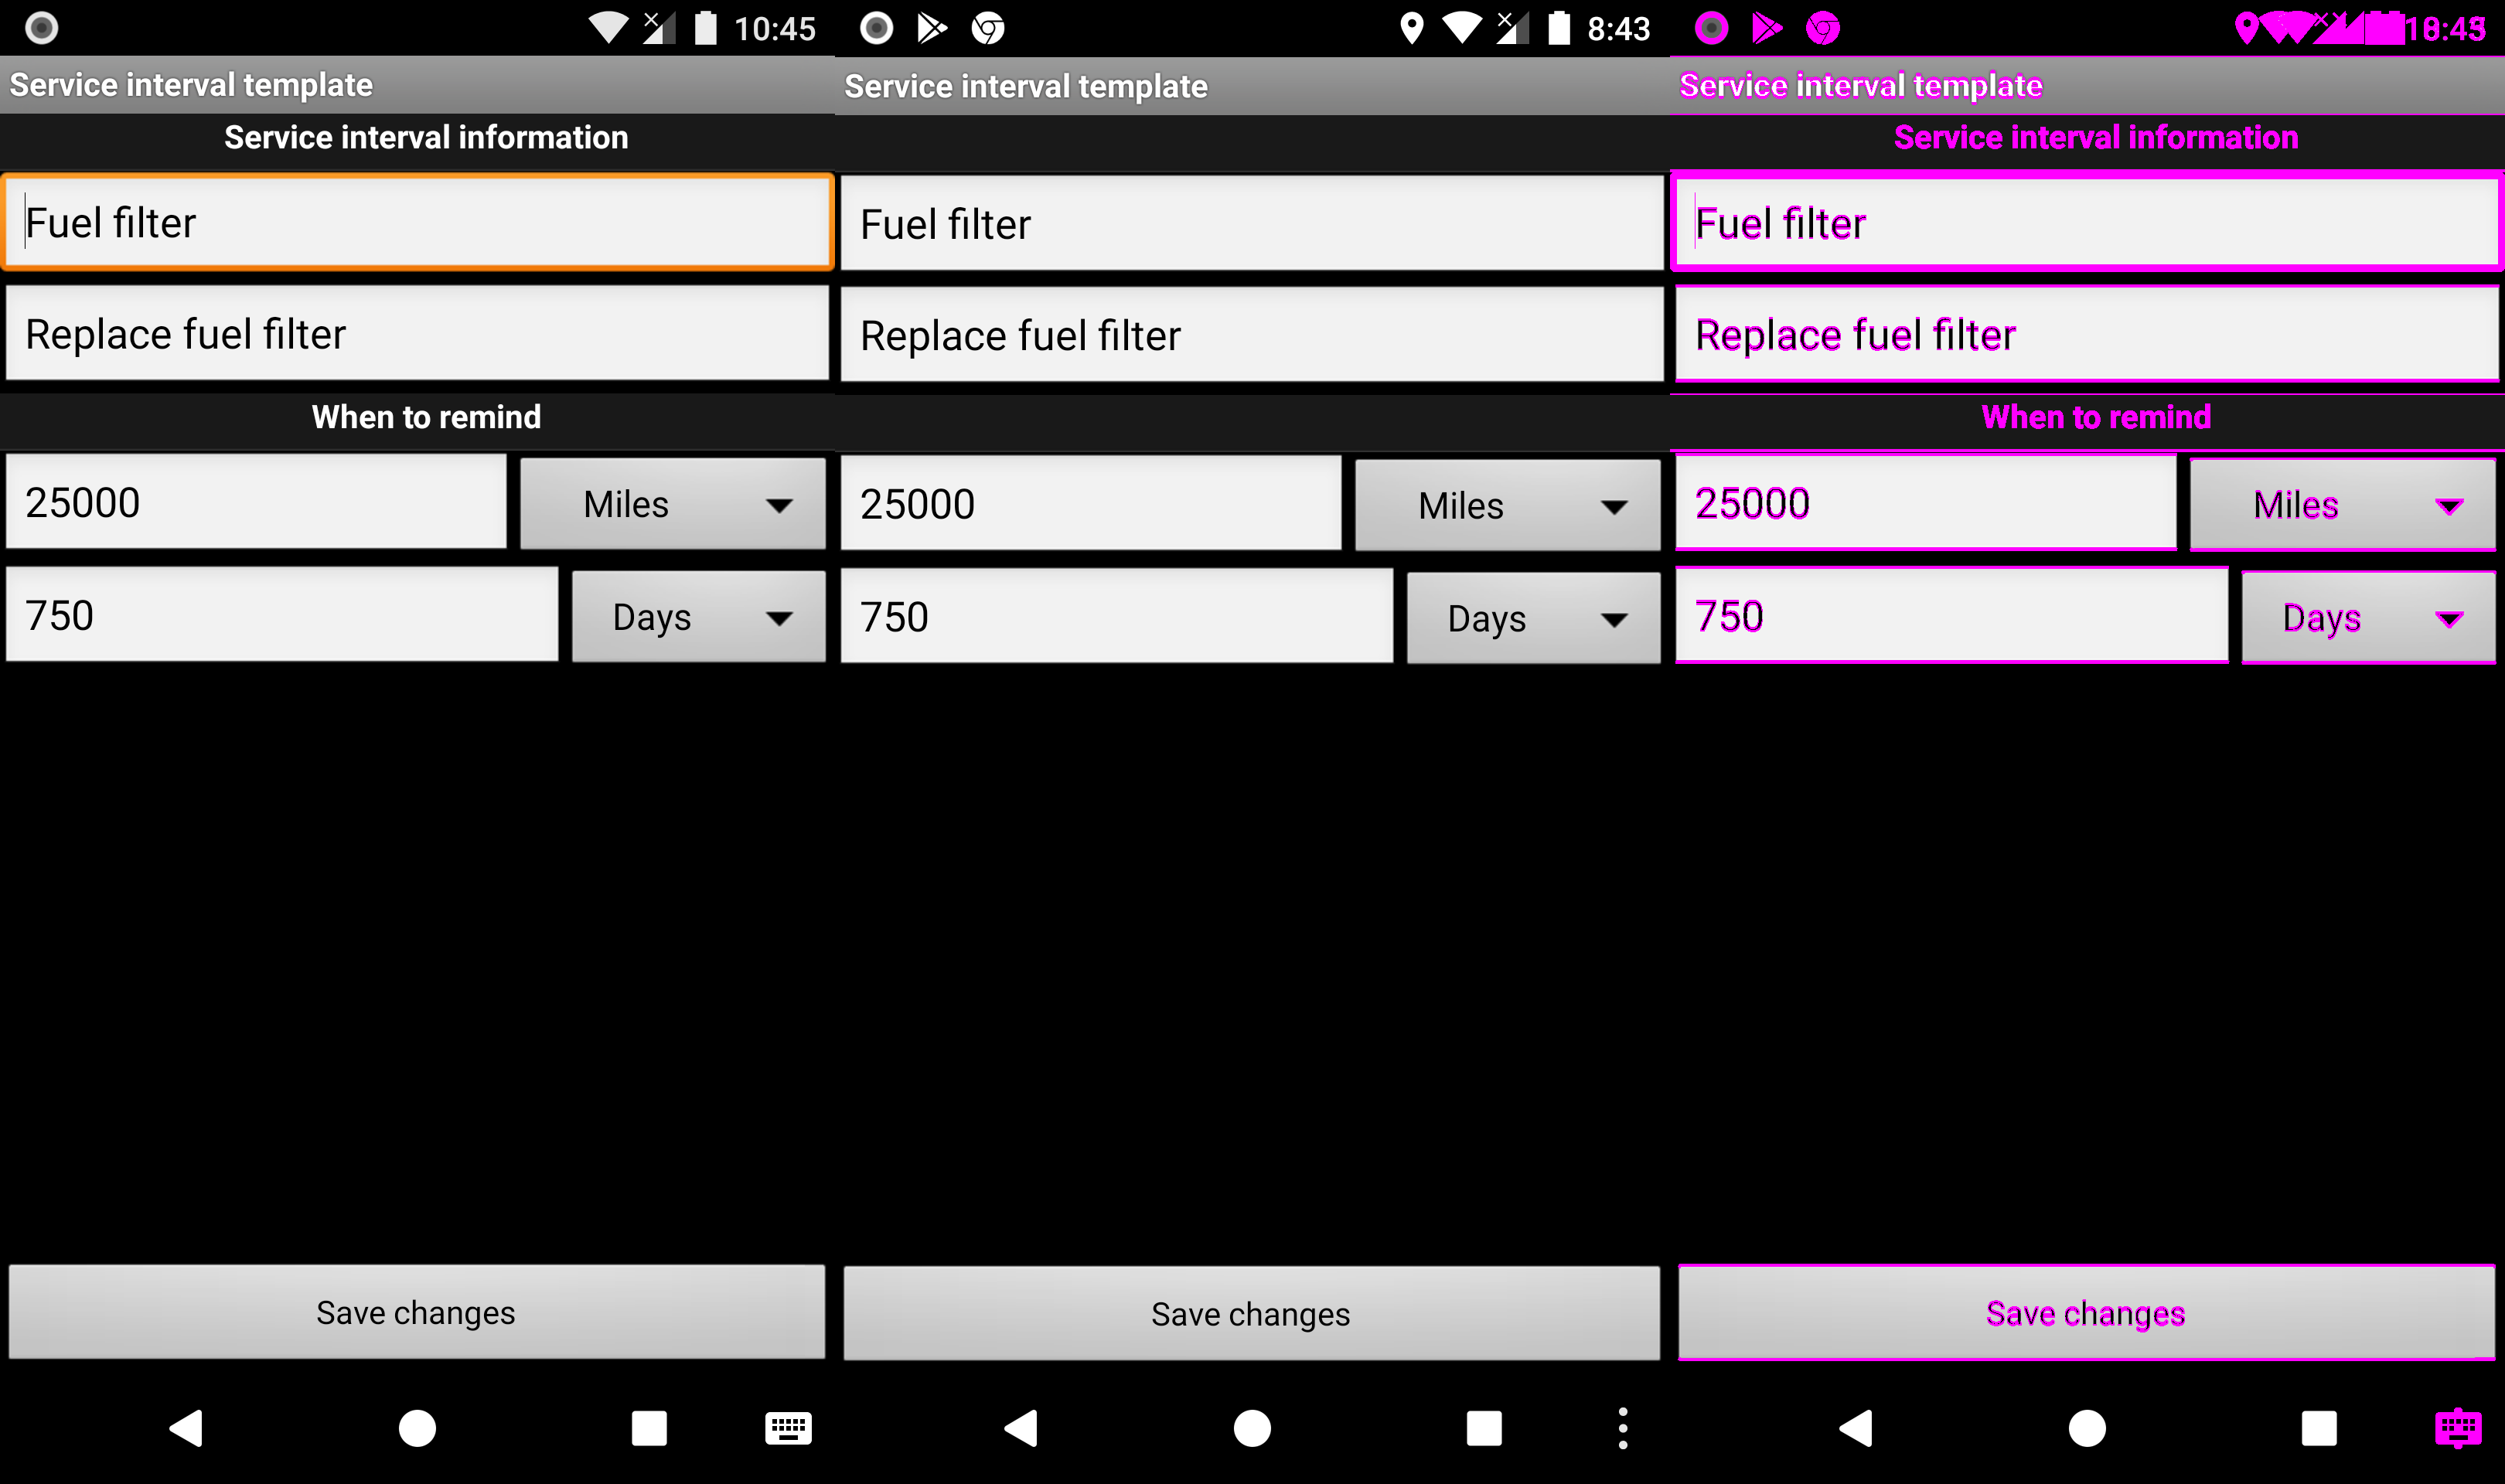 10:45
Service interval template
Service interval information
Fuel filter
Replace fuel filter
When to remind
25000
Miles
750
Days
Save changes
8:43
Service interval template
Fuel filter
Replace fuel filter
25000
Miles
750
Days
Save changes
Service interval template
Service interval information
Fuel filter
Replace fuel filter
When to remind
25000
Miles
750
Days
Save changes